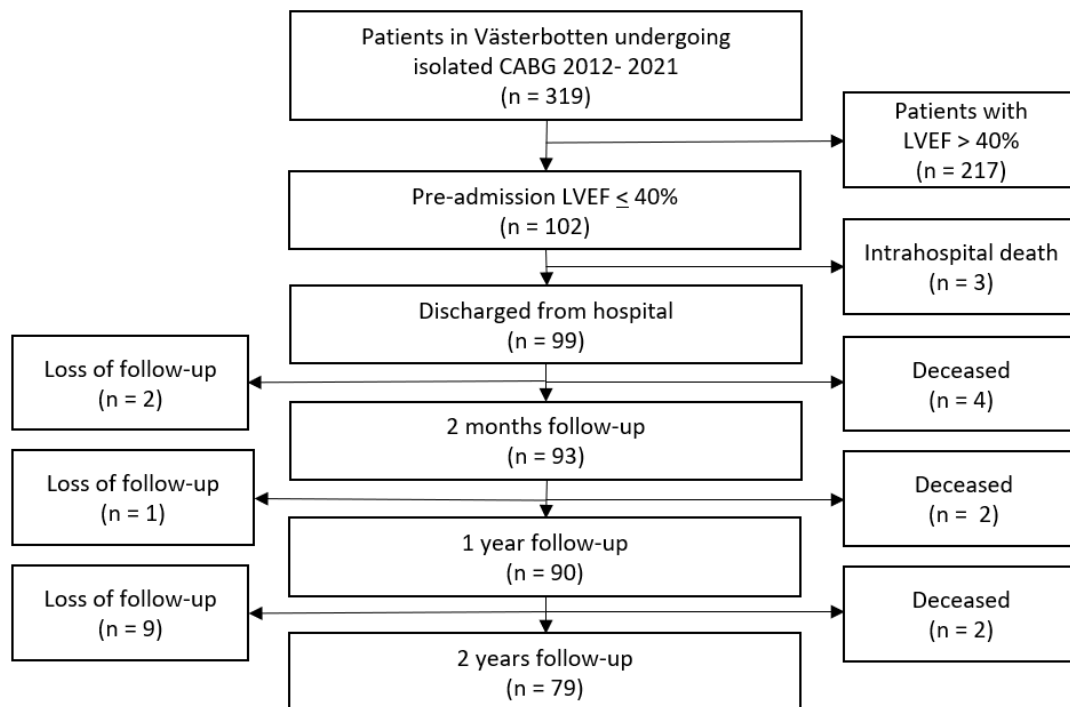 Patients in Västerbotten undergoing
isolated CABG 2012- 2021
(n = 319)
Patients with
LVEF > 40%
(n = 217)
Pre-admission LVEF ≤ 40%
(n = 102)
Intrahospital death
(n = 3)
Discharged from hospital
(n = 99)
Loss of follow-up
(n = 2)
Deceased
(n = 4)
2 months follow-up
(n = 93)
Loss of follow-up
(n = 1)
Deceased
(n =  2)
1 year follow-up
(n = 90)
Loss of follow-up
(n = 9)
Deceased
(n = 2)
2 years follow-up
(n = 79)